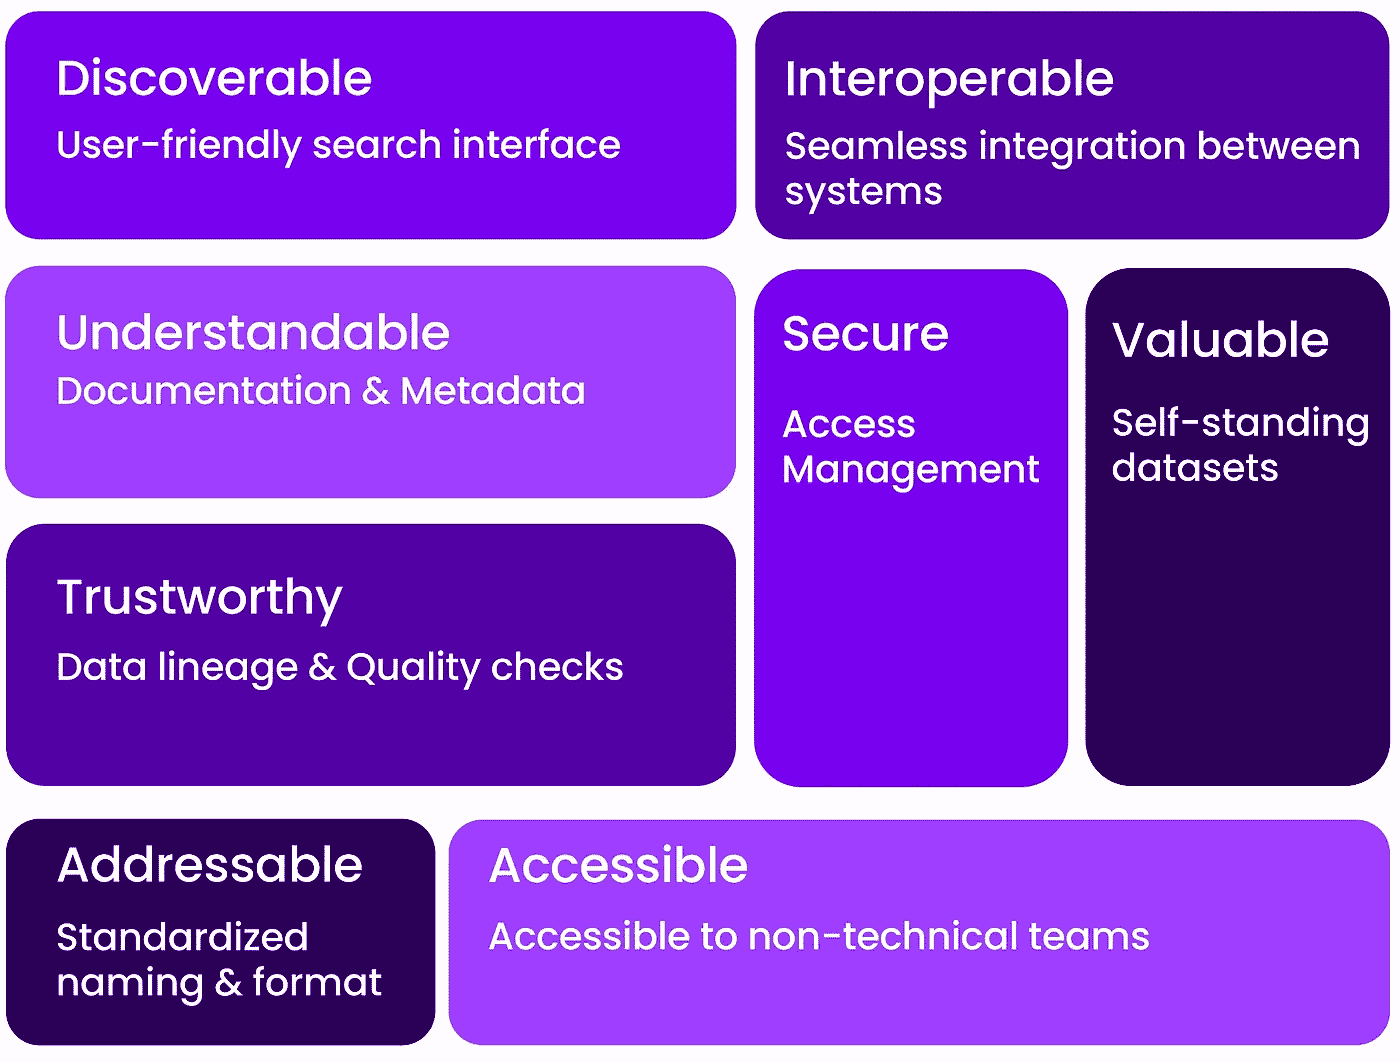 Discoverable
User-friendly search interface
Interoperable
Seamless integration between
systems
Understandable
Documentation & Metadata
Secure
Access
Management
Valuable
Self-standing
datasets
Trustworthy
Data lineage & Quality checks
Addressable
Standardized
naming & format
Accessible
Accessible to non-technical teams